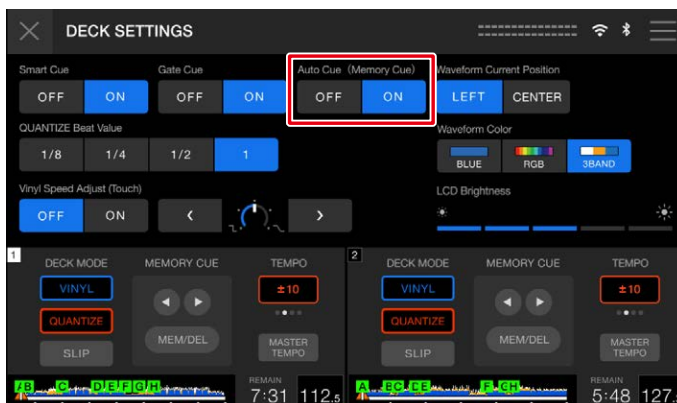 DECK SETTINGS
Smart Cue Gate Cue Auto Cue (Memory Cue) Waveform Current Position
OFF ON OFF ON OFF ON LEFT CENTER
QUANTIZE Beat Value Waveform Color
1/8 1/4 1/2 1 BLUE RGB 3BAND
Vinyl Speed Adjust (Touch) LCD Brightness
OFF ON
1 DECK MODE MEMORY CUE TEMPO 2 DECK MODE MEMORY CUE TEMPO
VINYL ±10 VINYL ±10
QUANTIZE QUANTIZE
SLIP MEM/DEL MASTER TEMPO SLIP MEM/DEL MASTER TEMPO
B C D E F G H REMAIN A B C D E F G H REMAIN
7:31 112.5 5:48 127.